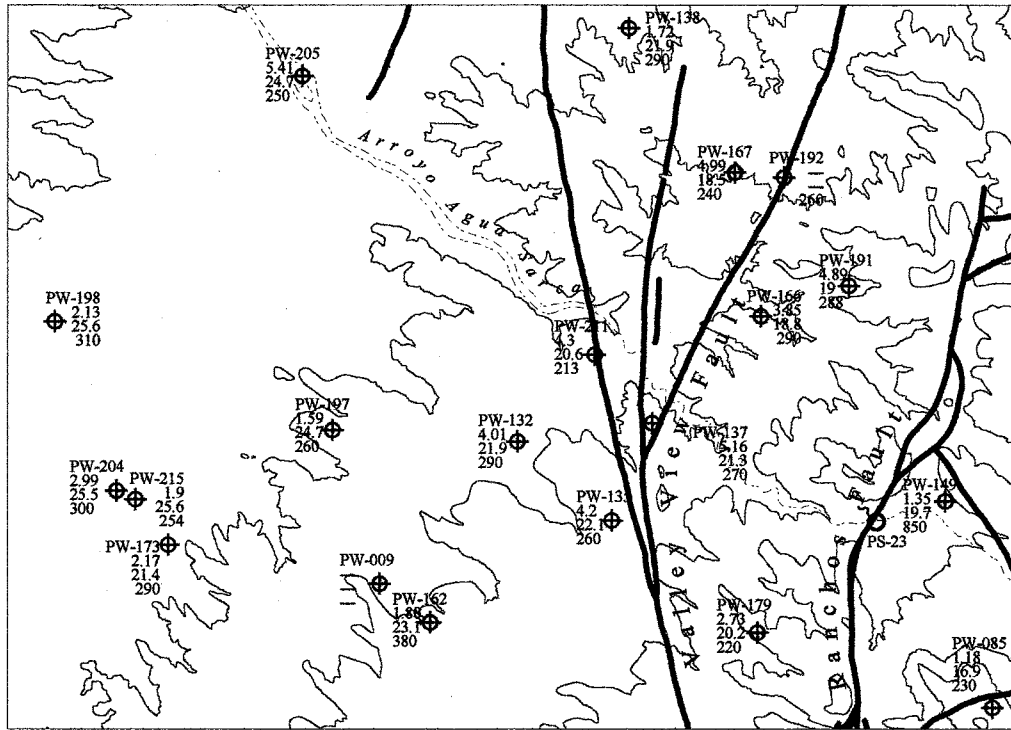 PW-138
1.72
21.9
290
PW-205
5.41
24.7
250
Arroyo Agua Sarca
PW-167
4.99
18.5
240
PW-192
—
—
260
PW-191
4.89
19
288
PW-198
2.13
25.6
310
PW-166
3.85
18.8
290
PW-211
4.3
20.6
213
PW-197
1.59
24.7
260
PW-132
4.01
21.9
290
PW-137
5.16
21.3
270
PW-204
2.99
25.5
300
PW-215
1.9
25.6
254
PW-149
1.35
19.7
850
4.2
22.1
260
PS-23
PW-173
2.17
21.4
290
PW-009
—
—
PW-162
1.88
23.1
380
PW-179
2.73
20.2
220
PW-085
1.18
16.9
230
Valley View Fault
Ranchos Fault